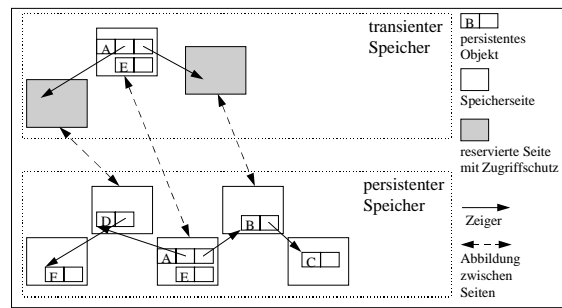 transienter
Speicher
A
E
persistenter
Speicher
D
B
A
E
F
C
B
persistentes
Objekt
Speicherseite
reservierte Seite
mit Zugriffschutz
Zeiger
Abbildung
zwischen
Seiten